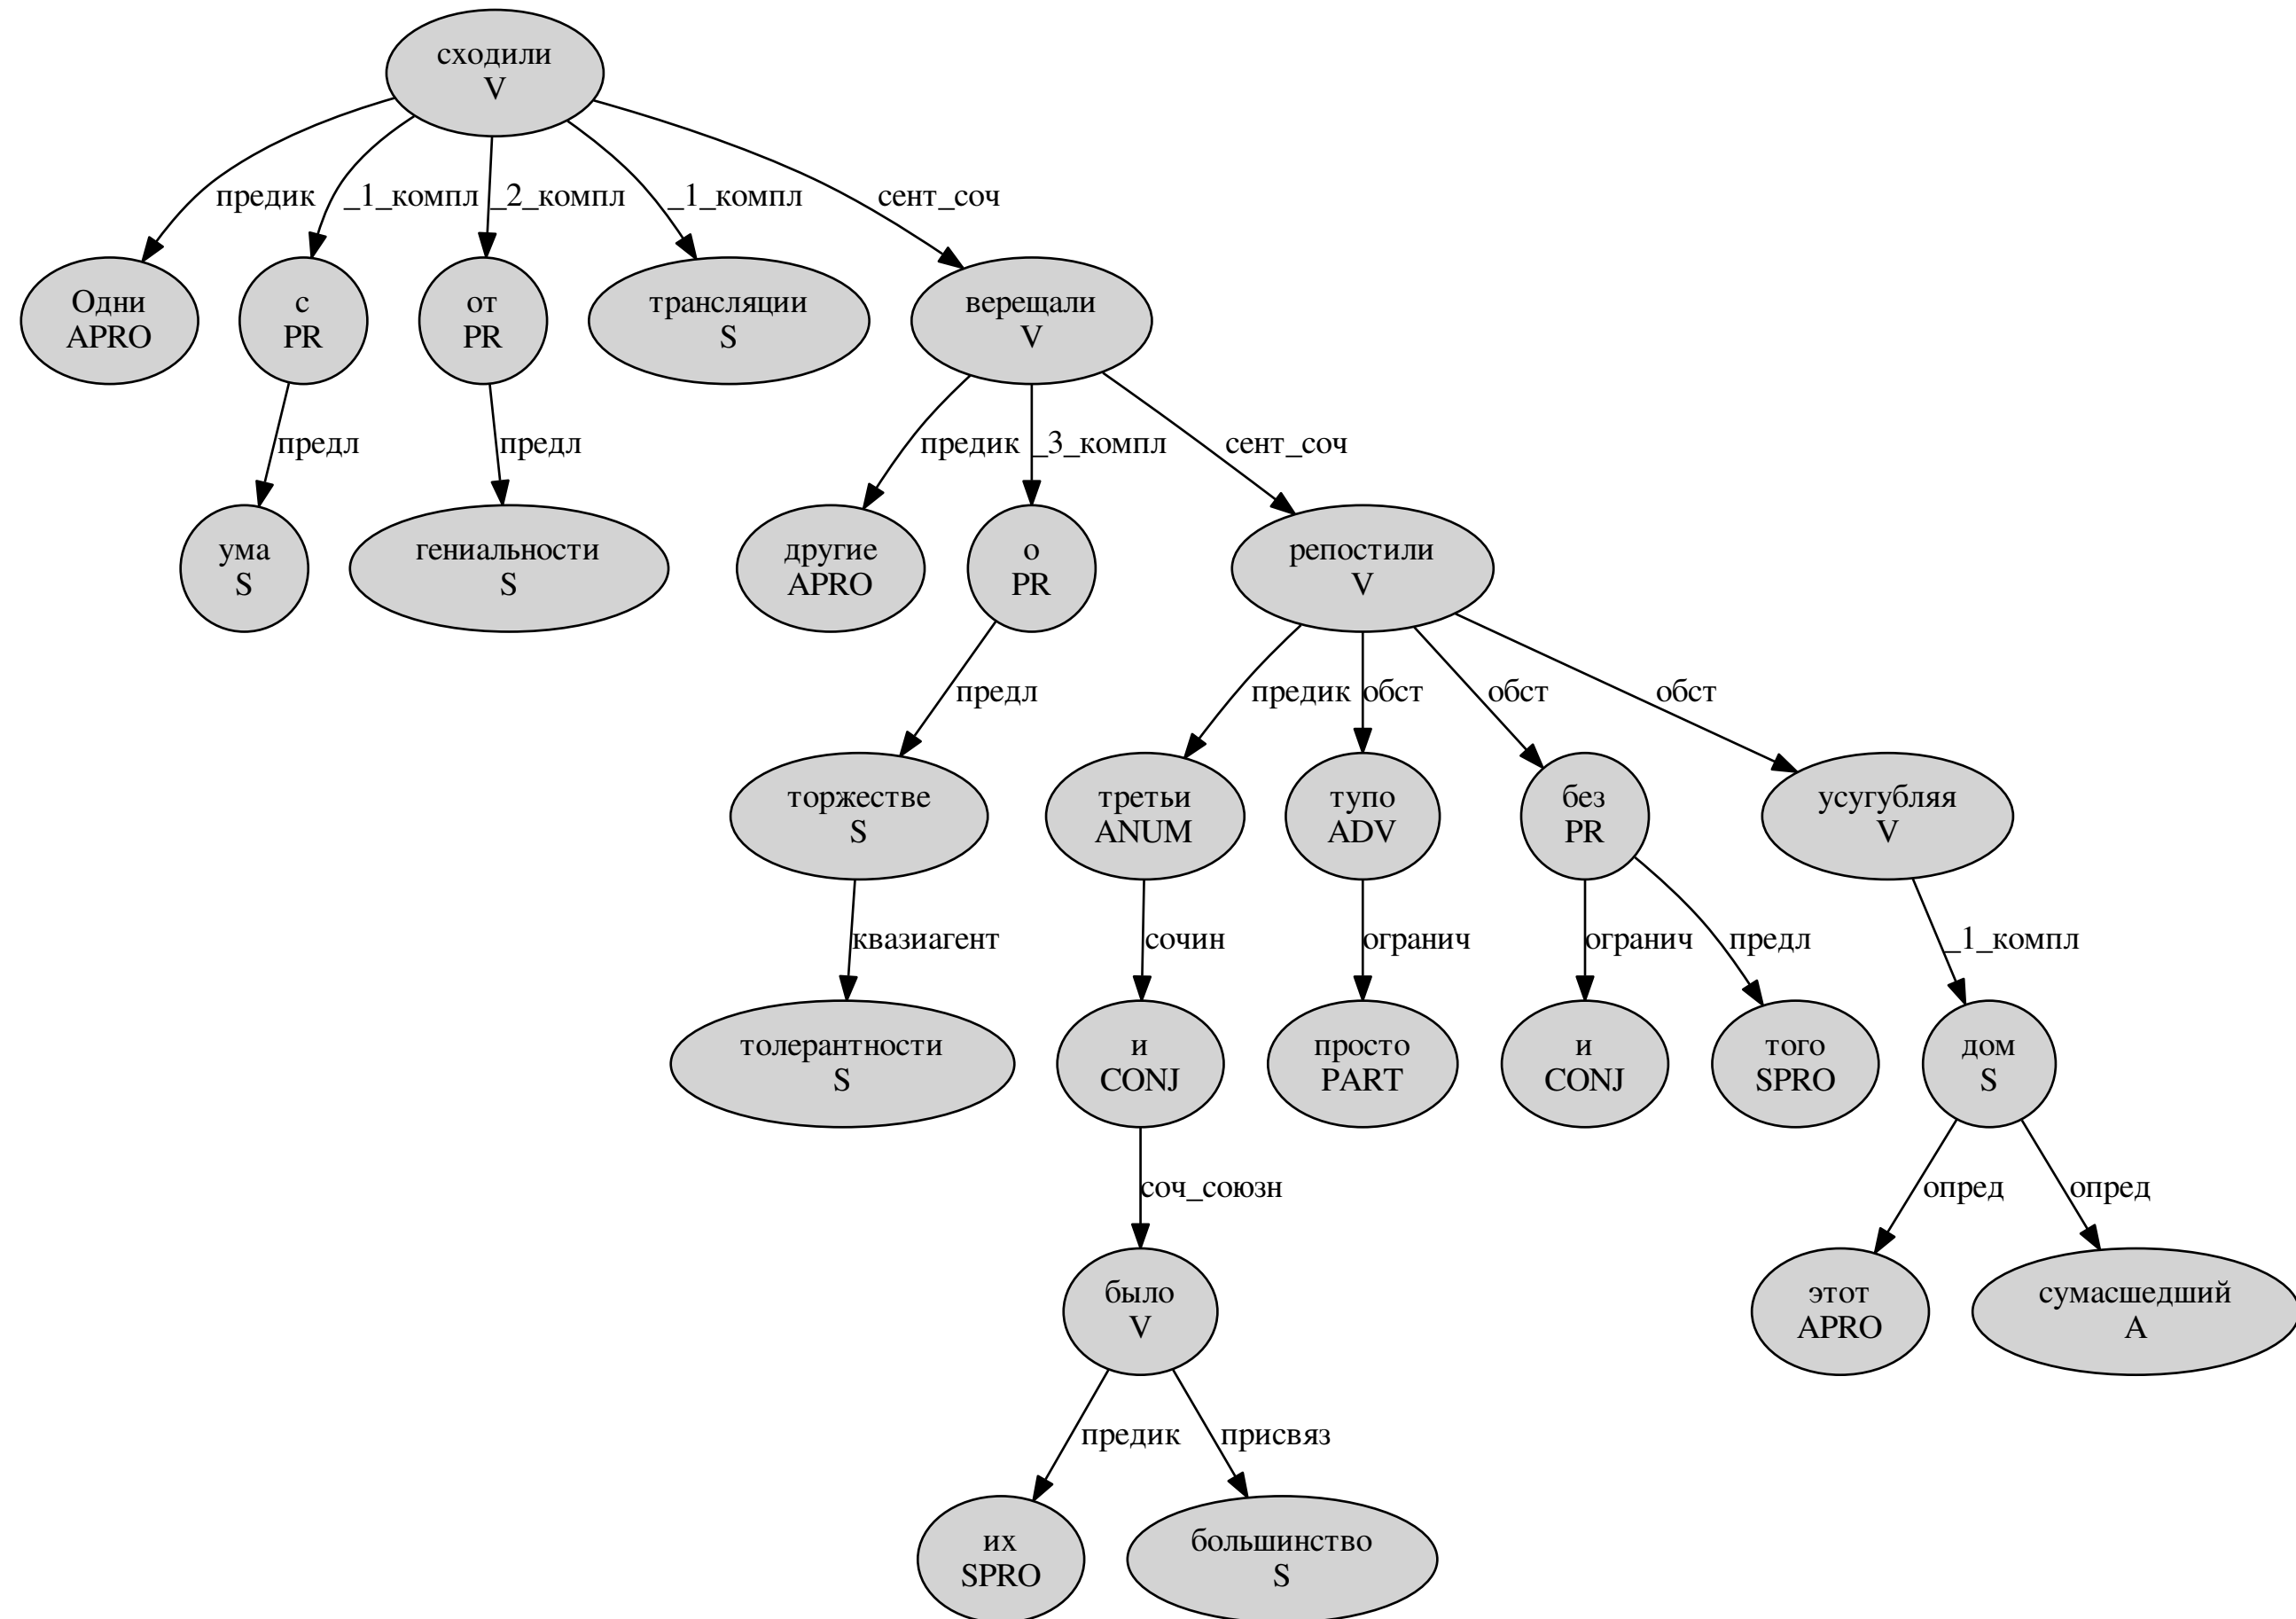 сходили
V
предик
_1_компл
_2_компл
_1_компл
сент_соч
Одни
APRO
с
PR
от
PR
трансляции
S
верещали
V
предл
предл
предик
_3_компл
сент_соч
ума
S
гениальности
S
другие
APRO
о
PR
репостили
V
предл
предик
обст
обст
обст
торжестве
S
третьи
ANUM
тупо
ADV
без
PR
усугубляя
V
квазиагент
сочин
огранич
огранич
предл
_1_компл
толерантности
S
и
CONJ
просто
PART
и
CONJ
того
SPRO
дом
S
соч_союзн
опред
опред
было
V
этот
APRO
сумасшедший
A
предик
присвяз
их
SPRO
большинство
S